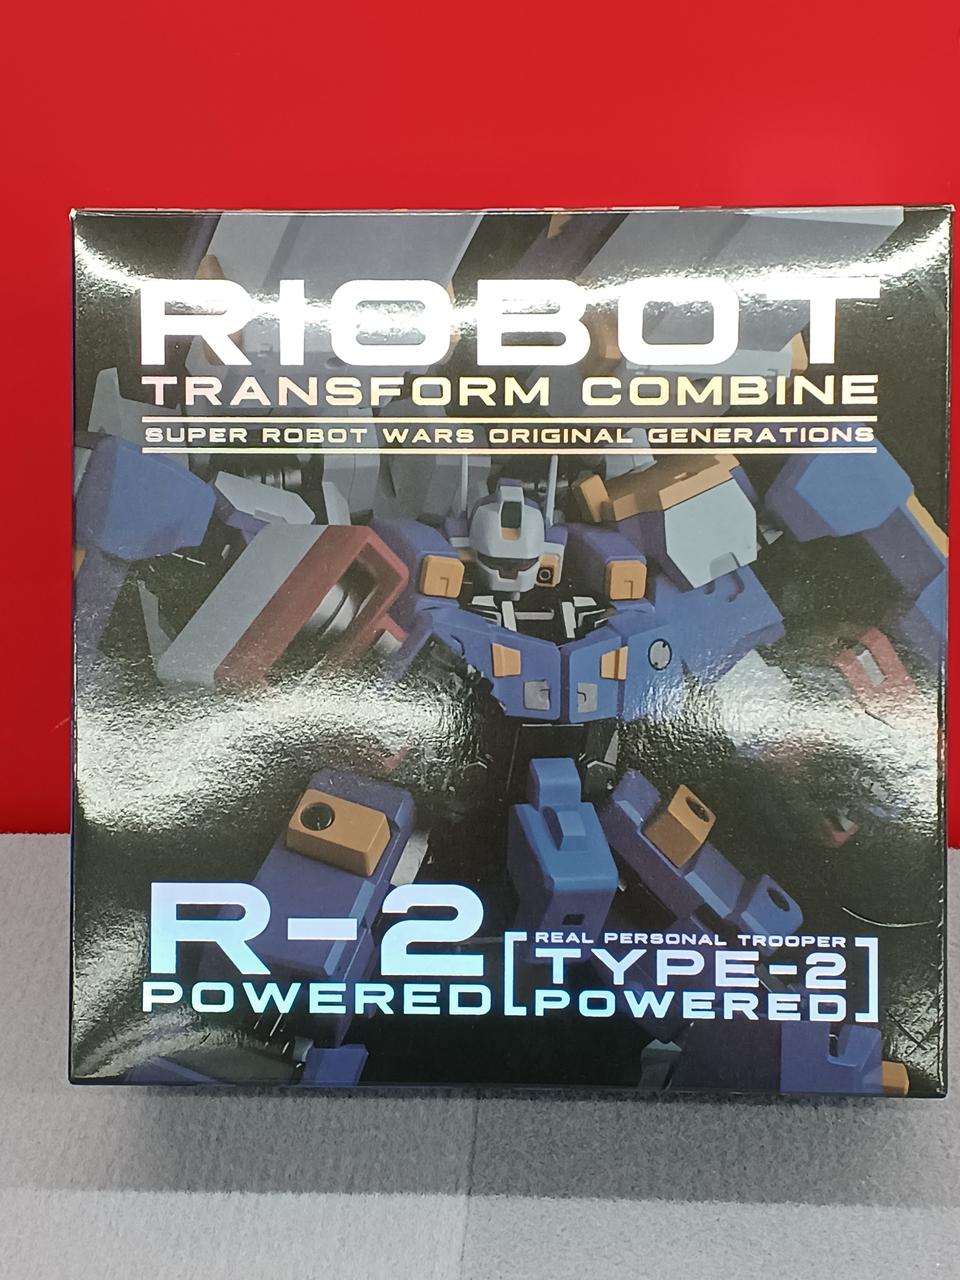 RIOBOT
TRANSFORM COMBINE
SUPER ROBOT WARS ORIGINAL GENERATIONS
R-2
POWERED
[REAL PERSONAL TROOPER
TYPE-2
POWERED]